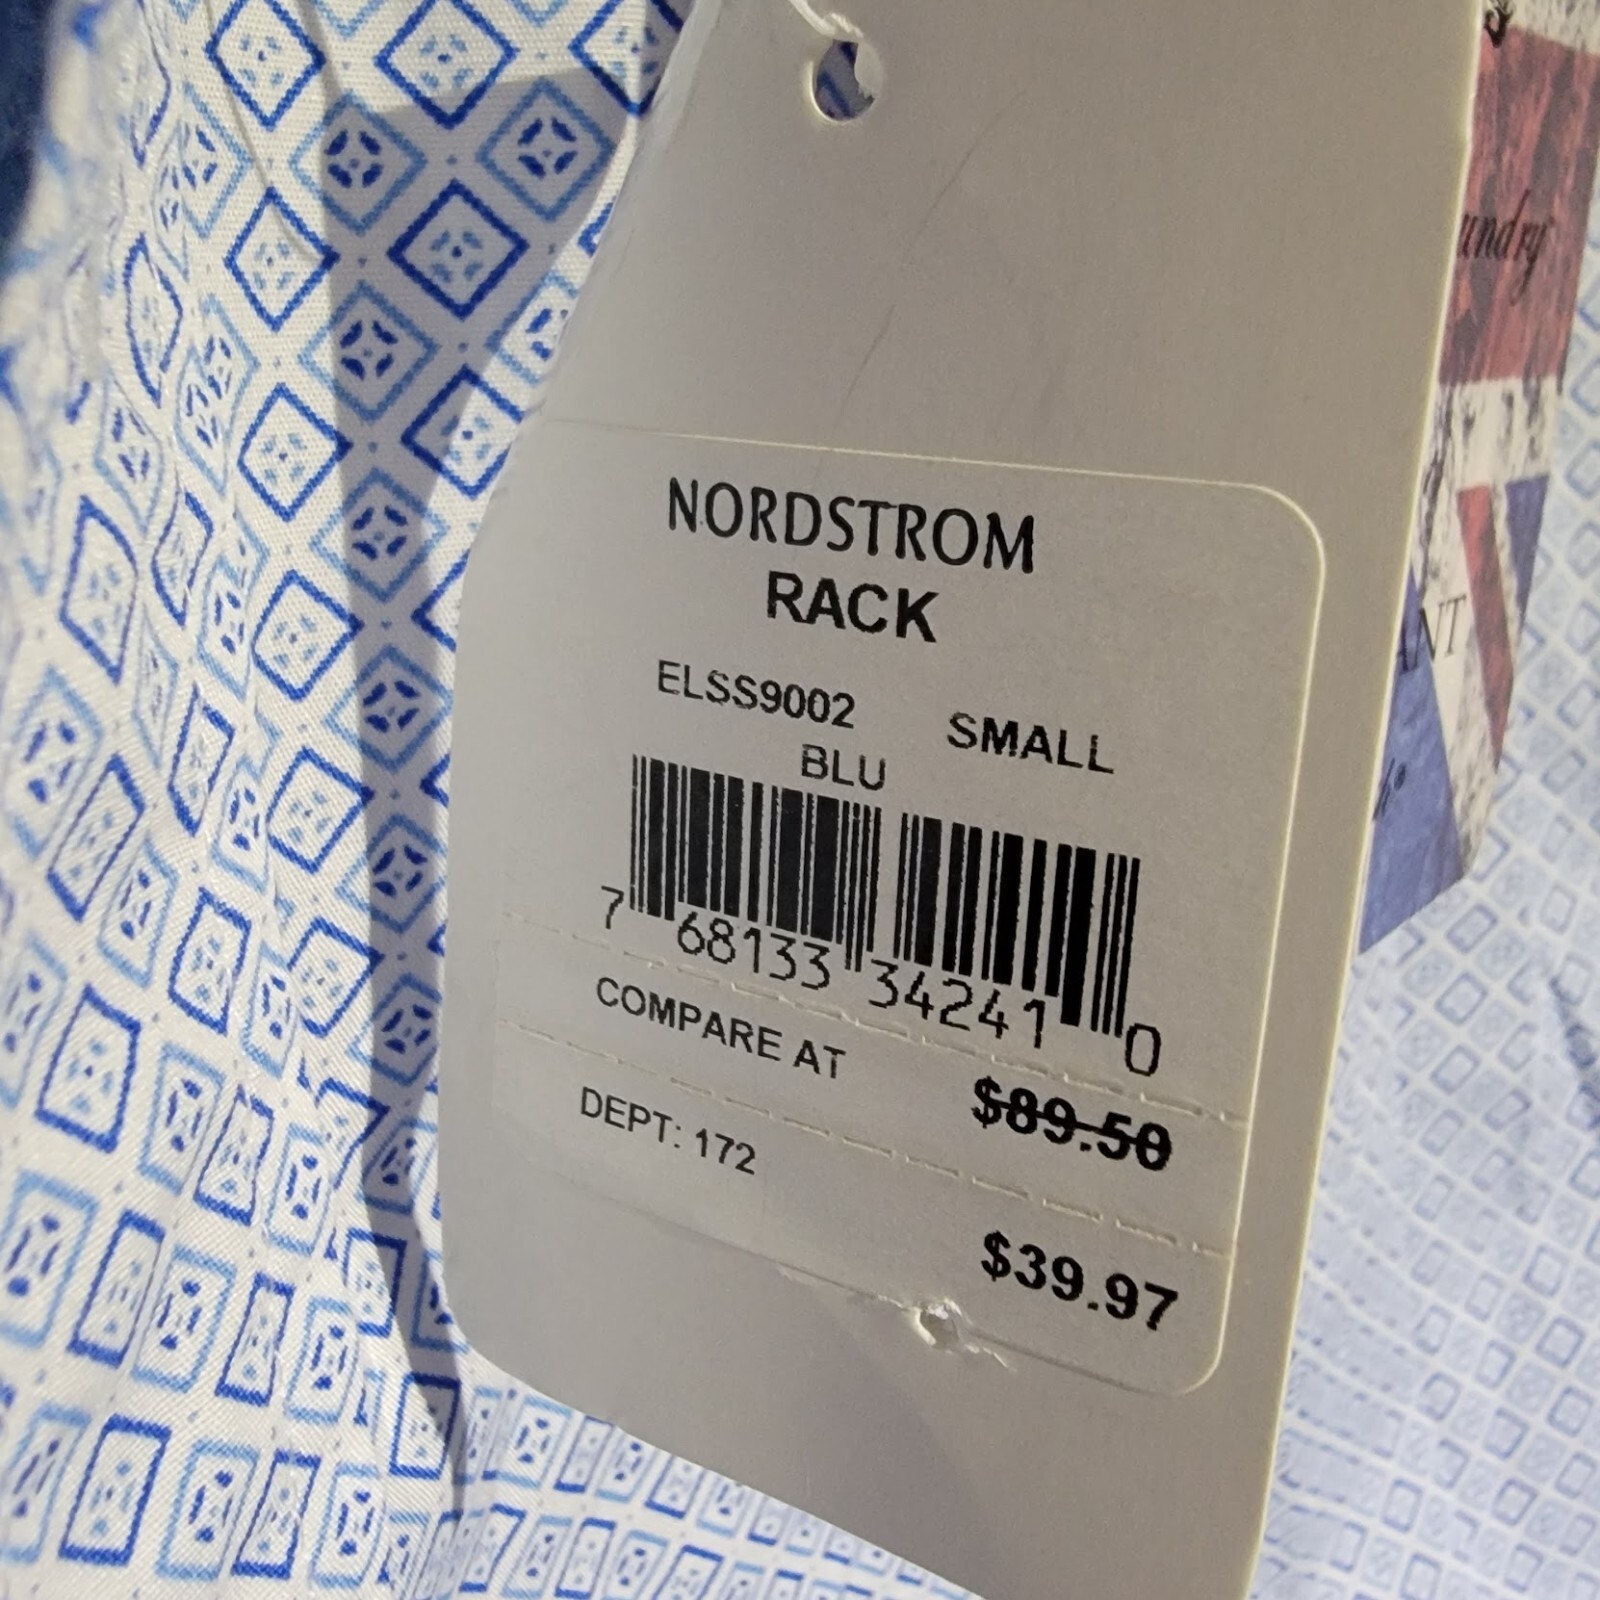 NORDSTROM
RACK
ELSS9002 SMALL
BLU
7 68133 34241 0
COMPARE AT $89.50
DEPT: 172
$39.97